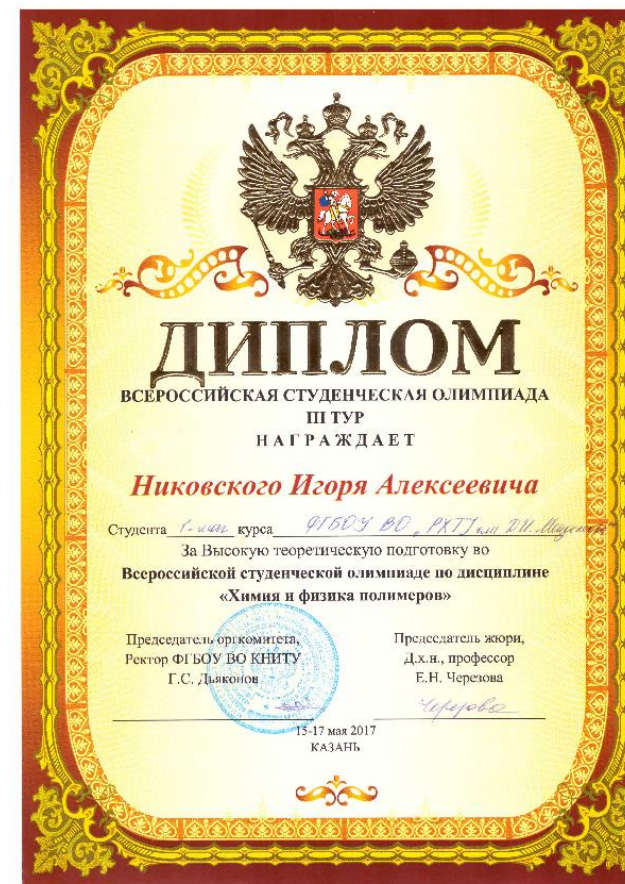 ДИПЛОМ
ВСЕРОССИЙСКАЯ СТУДЕНЧЕСКАЯ ОЛИМПИАДА
III ТУР
НАГРАЖДАЕТ
Никовского Игоря Алексеевича
Студента 1-маг. курса ФГБОУ ВО „РХТУ им Д.И. Менделеева"
За Высокую теоретическую подготовку во
Всероссийской студенческой олимпиаде по дисциплине
«Химия и физика полимеров»
Председатель оргкомитета,
Ректор ФГБОУ ВО КНИТУ
Г.С. Дьяконов
Председатель жюри,
Д.х.н., профессор
Е.Н. Черезова
Черезова
15-17 мая 2017
КАЗАНЬ